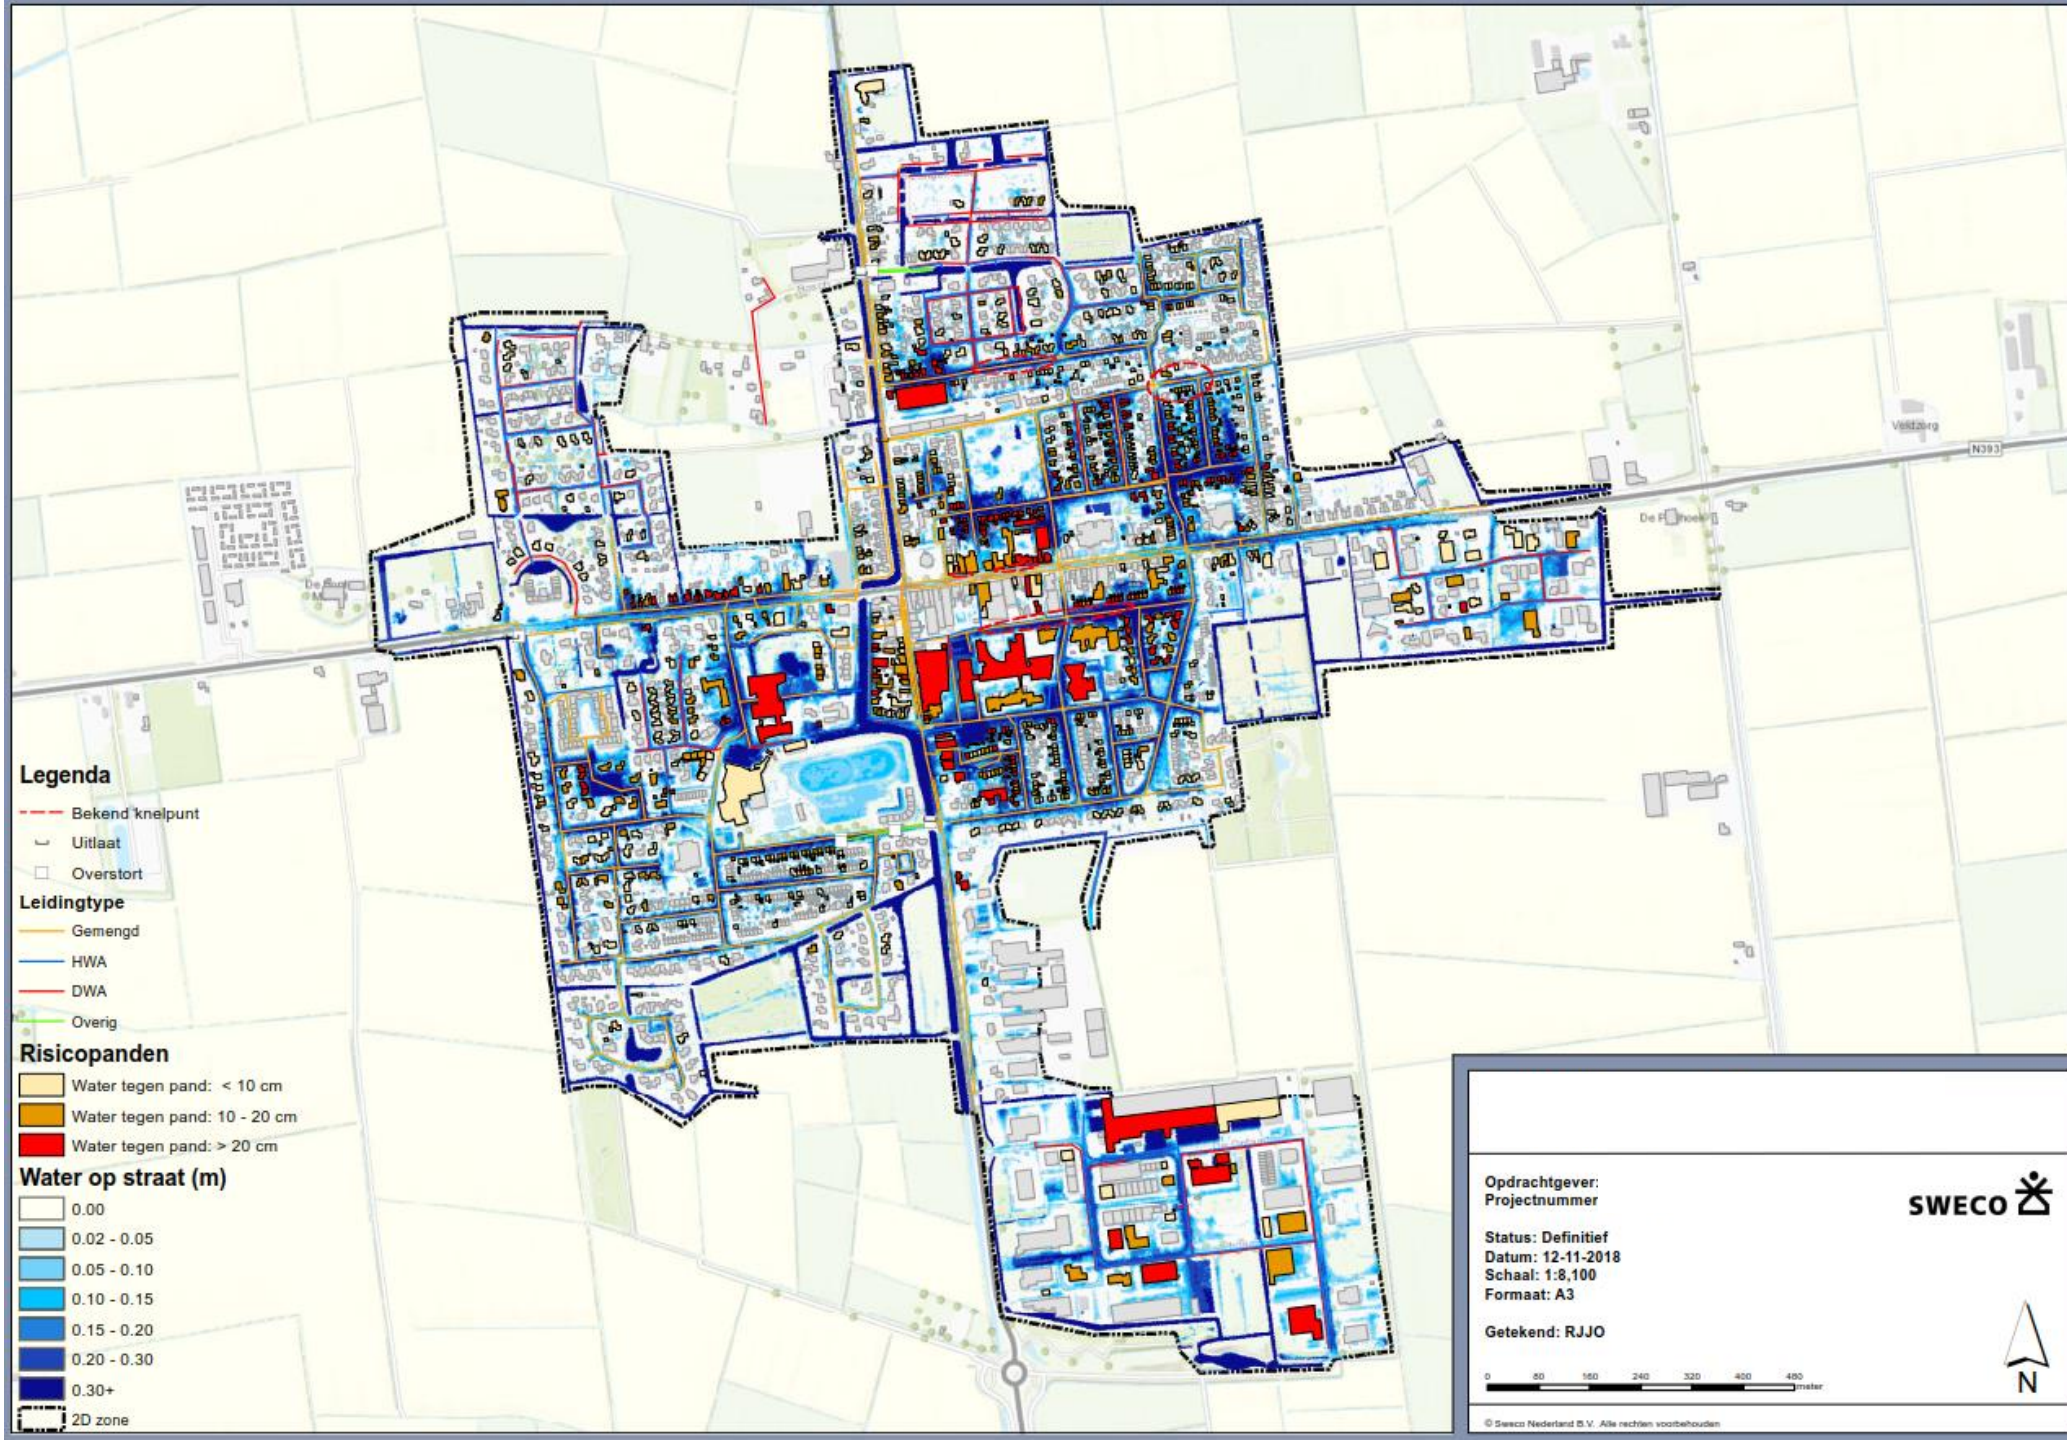 Veldzorg
N393
Legenda
Bekend knelpunt
Uitlaat
Overstort
Leidingtype
Gemengd
HWA
DWA
Overig
Risicopanden
Water tegen pand: < 10 cm
Water tegen pand: 10 - 20 cm
Water tegen pand: > 20 cm
Water op straat (m)
0.00
0.02 - 0.05
0.05 - 0.10
0.10 - 0.15
0.15 - 0.20
0.20 - 0.30
0.30+
2D zone
Opdrachtgever:
Projectnummer
SWECO
Status: Definitief
Datum: 12-11-2018
Schaal: 1:8,100
Formaat: A3
Getekend: RJJO
0 80 160 240 320 400 480
meter
N
© Sweco Nederland B.V. Alle rechten voorbehouden